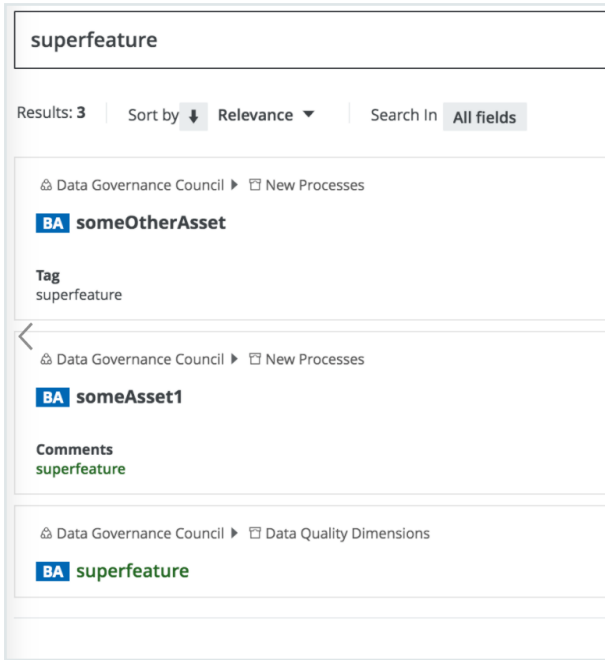 superfeature
Results: 3 Sort by Relevance Search In All fields
Data Governance Council New Processes
BA someOtherAsset
Tag
superfeature
Data Governance Council New Processes
BA someAsset1
Comments
superfeature
Data Governance Council Data Quality Dimensions
BA superfeature